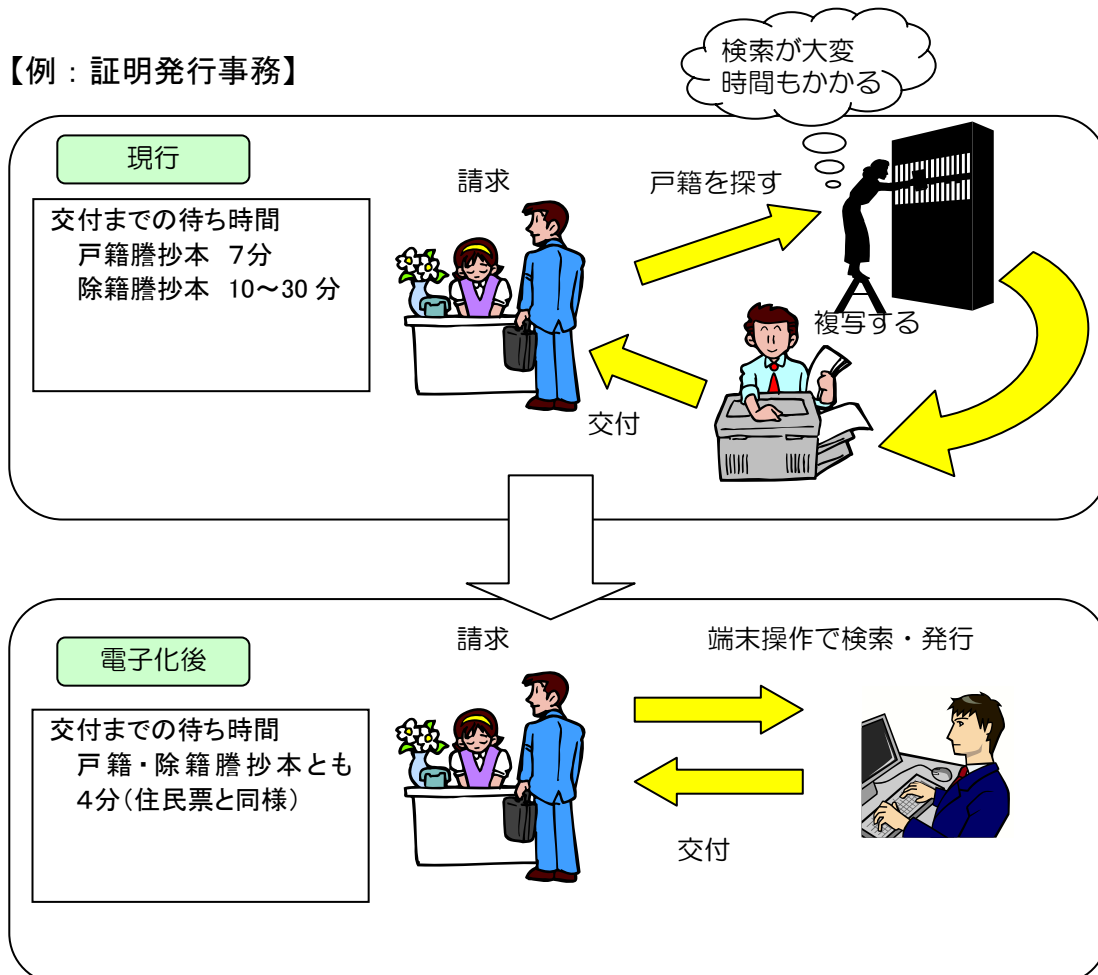 【例：証明発行事務】
検索が大変
時間もかかる
現行
請求
戸籍を探す
交付までの待ち時間
戸籍謄抄本 7分
除籍謄抄本 10～30分
複写する
交付
電子化後
請求
端末操作で検索・発行
交付までの待ち時間
戸籍・除籍謄抄本とも
4分（住民票と同様）
交付